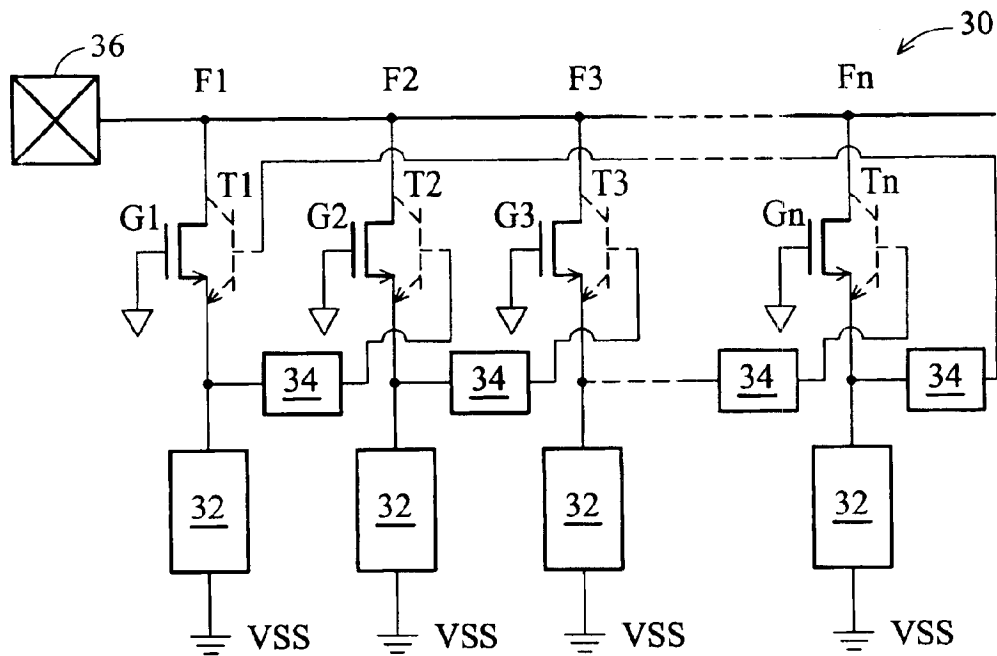 36
30
F1 F2 F3 Fn
T1 T2 T3 Tn
G1 G2 G3 Gn
34 34 34 34
32 32 32 32
VSS VSS VSS VSS